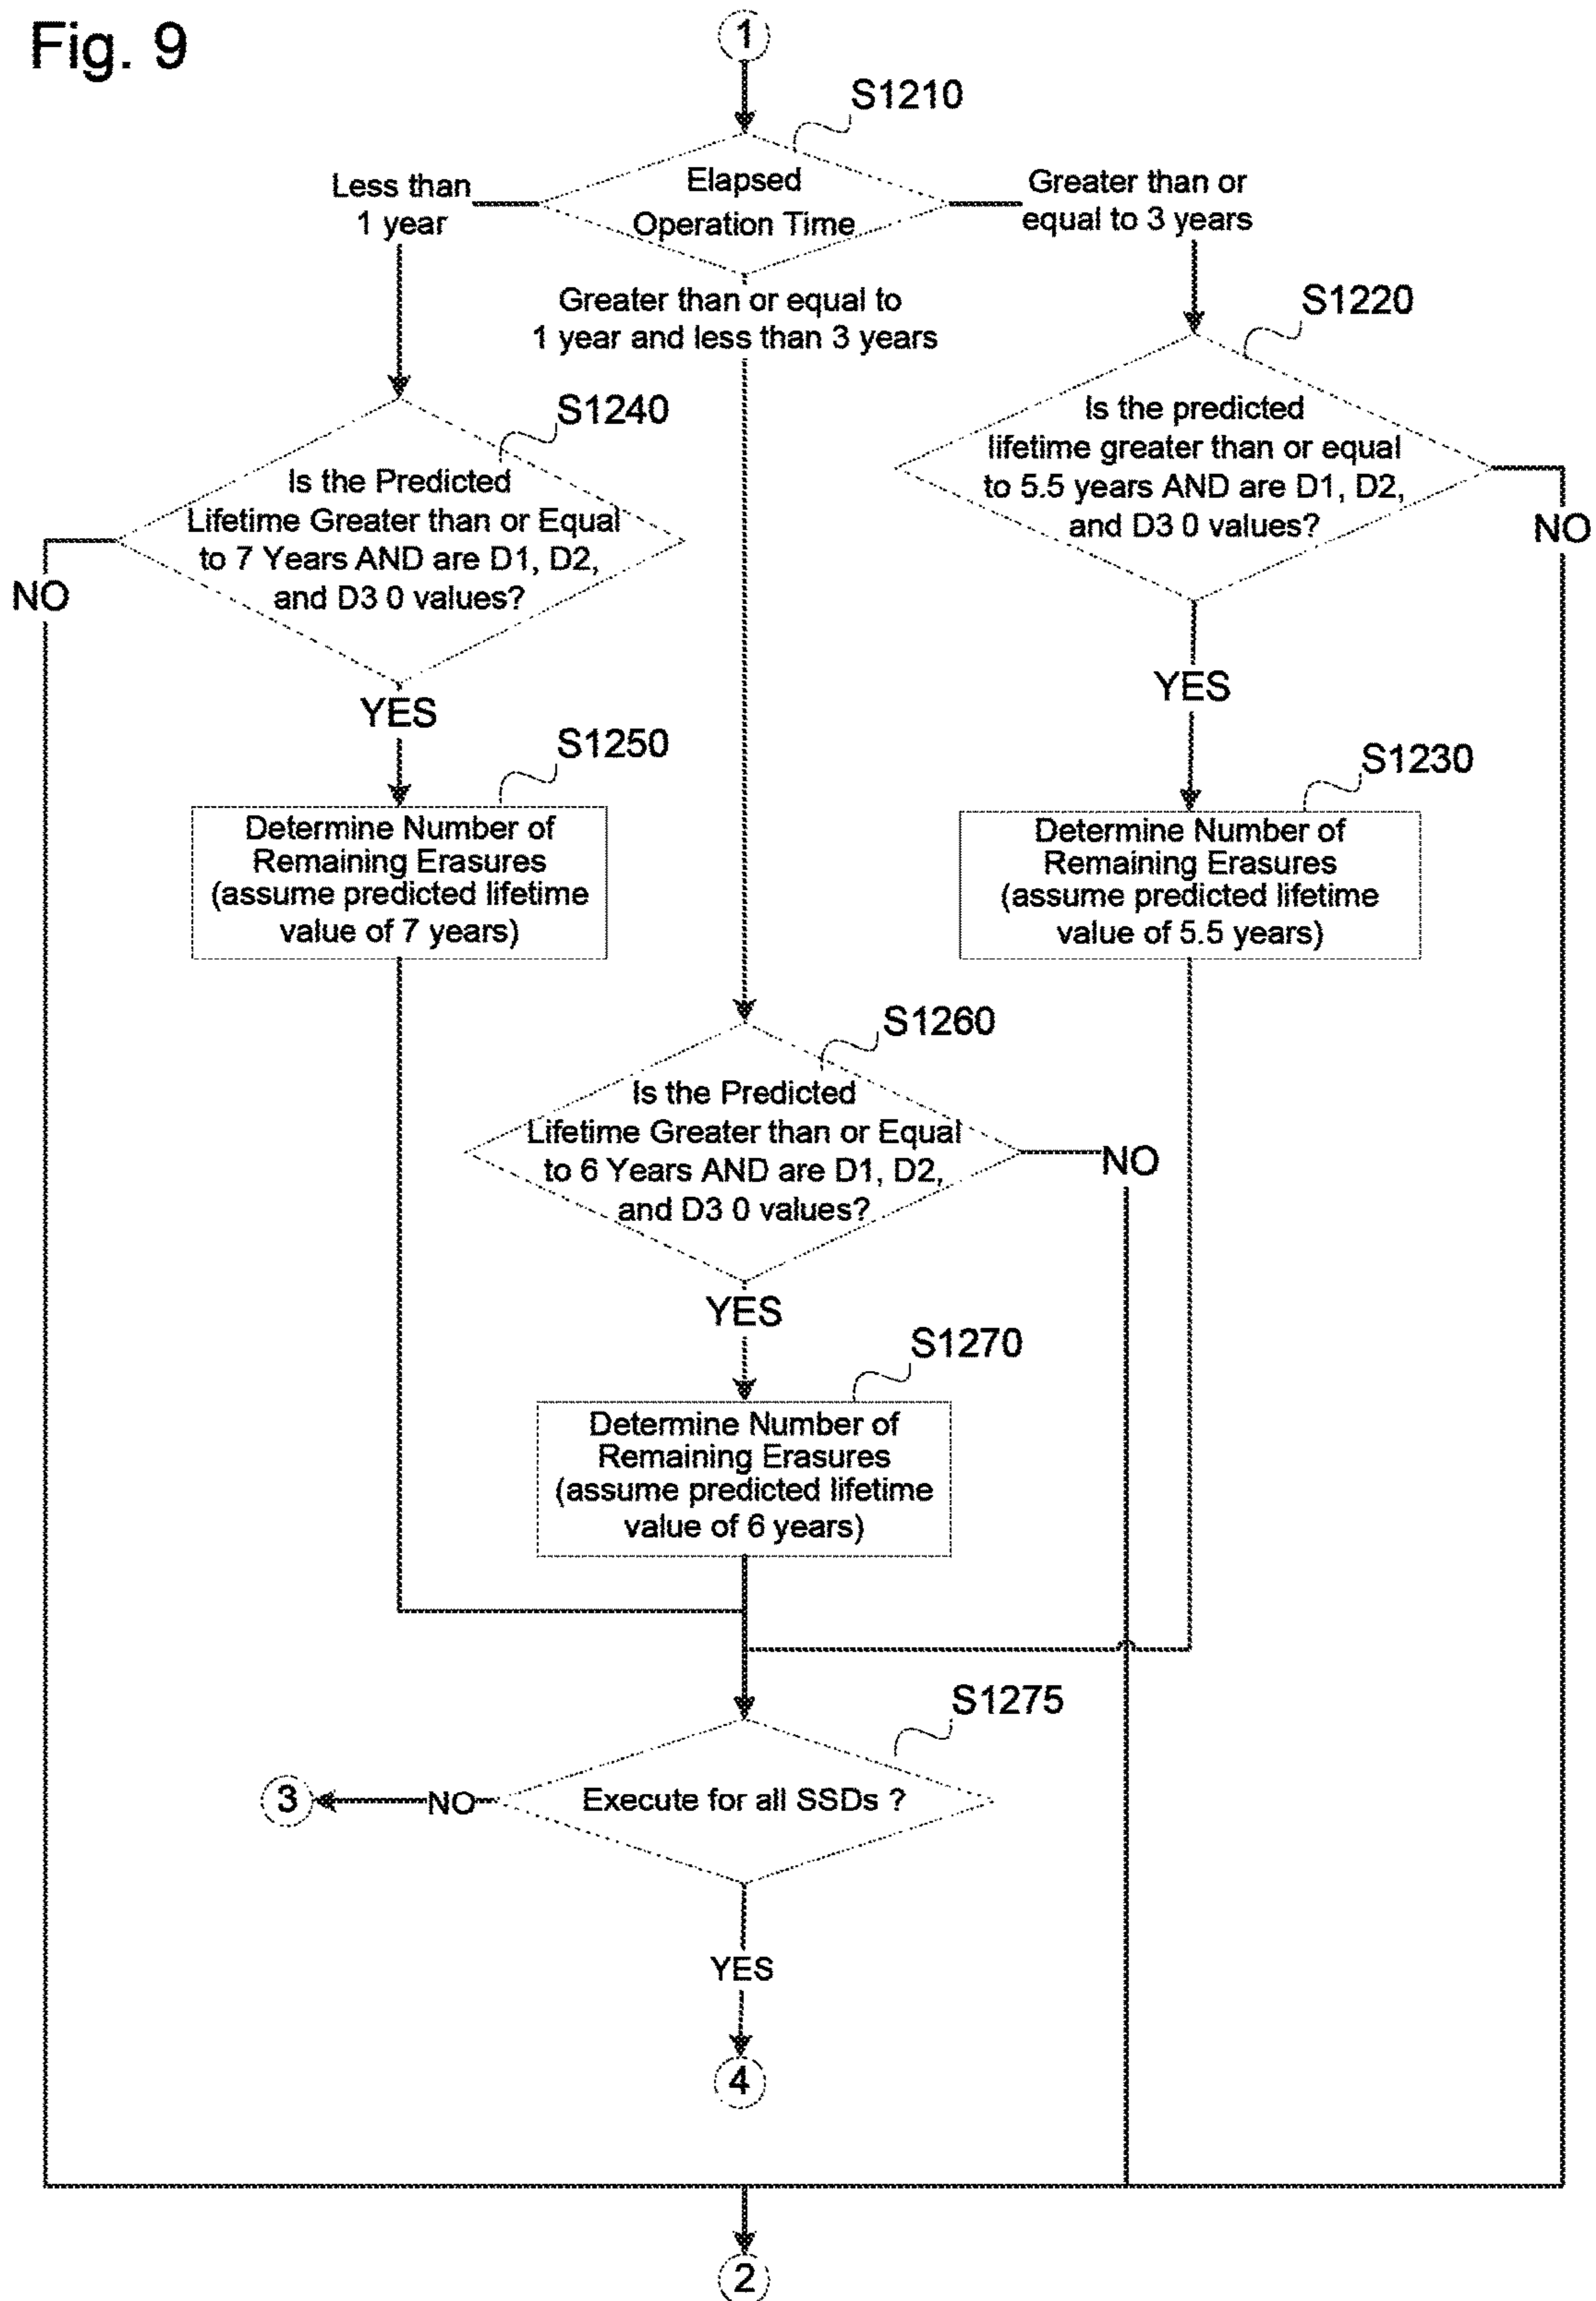 Fig. 9
1
S1210
Elapsed
Operation Time
Less than
1 year
Greater than or
equal to 3 years
Greater than or equal to
1 year and less than 3 years
S1220
Is the predicted
lifetime greater than or equal
to 5.5 years AND are D1, D2,
and D3 0 values?
NO
S1240
Is the Predicted
Lifetime Greater than or Equal
to 7 Years AND are D1, D2,
and D3 0 values?
NO
YES
YES
S1250
Determine Number of
Remaining Erasures
(assume predicted lifetime
value of 7 years)
S1230
Determine Number of
Remaining Erasures
(assume predicted lifetime
value of 5.5 years)
S1260
Is the Predicted
Lifetime Greater than or Equal
to 6 Years AND are D1, D2,
and D3 0 values?
NO
YES
S1270
Determine Number of
Remaining Erasures
(assume predicted lifetime
value of 6 years)
S1275
Execute for all SSDs ?
NO
3
YES
4
2